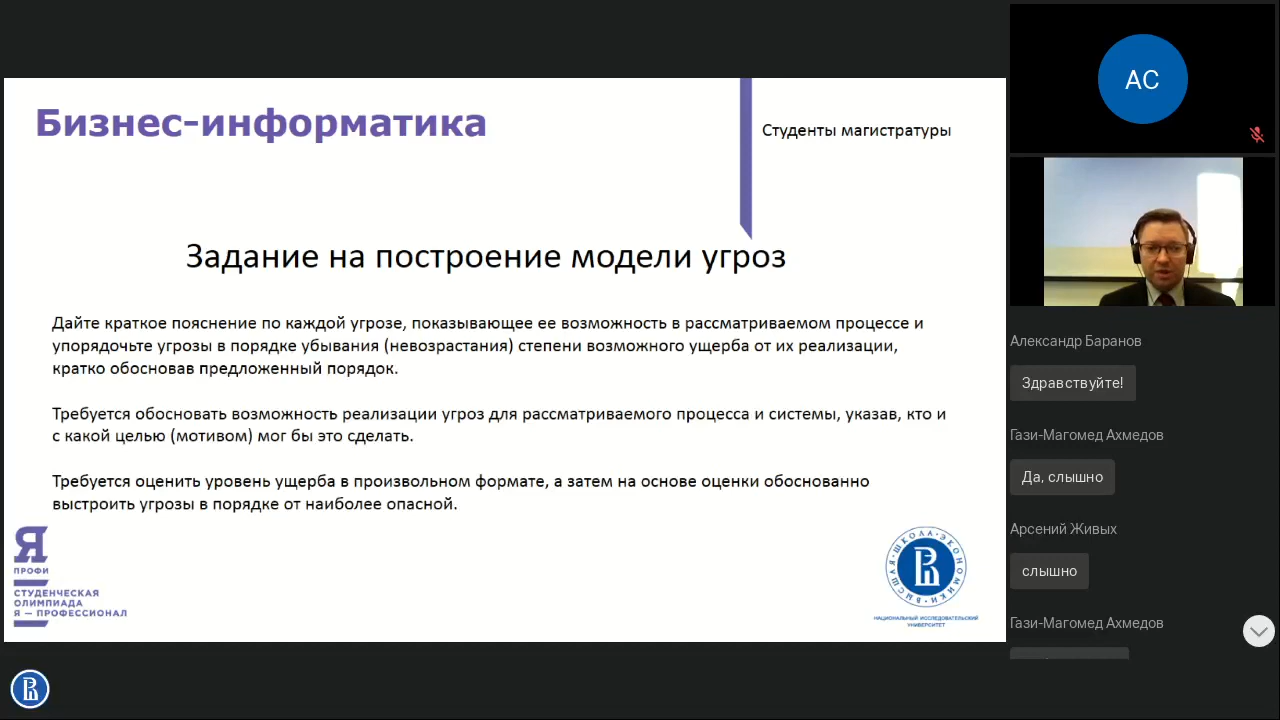 Бизнес-информатика
Студенты магистратуры
Задание на построение модели угроз
Дайте краткое пояснение по каждой угрозе, показывающее ее возможность в рассматриваемом процессе и
упорядочьте угрозы в порядке убывания (невозрастания) степени возможного ущерба от их реализации,
кратко обосновав предложенный порядок.
Требуется обосновать возможность реализации угроз для рассматриваемого процесса и системы, указав, кто и
с какой целью (мотивом) мог бы это сделать.
Требуется оценить уровень ущерба в произвольном формате, а затем на основе оценки обоснованно
выстроить угрозы в порядке от наиболее опасной.
Я
ПРОФИ
СТУДЕНЧЕСКАЯ
ОЛИМПИАДА
Я — ПРОФЕССИОНАЛ
ВЫСШАЯ ШКОЛА ЭКОНОМИКИ
НАЦИОНАЛЬНЫЙ ИССЛЕДОВАТЕЛЬСКИЙ
УНИВЕРСИТЕТ
АС
Александр Баранов
Здравствуйте!
Гази-Магомед Ахмедов
Да, слышно
Арсений Живых
слышно
Гази-Магомед Ахмедов